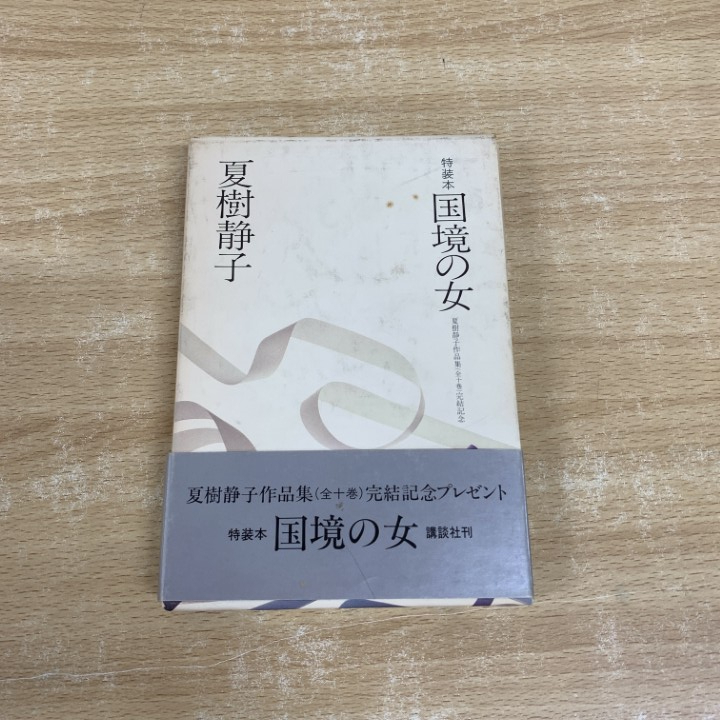 特装本
国境の女
夏樹静子作品集(全十巻)完結記念
夏樹静子
夏樹静子作品集(全十巻)完結記念プレゼント
特装本 国境の女 講談社刊